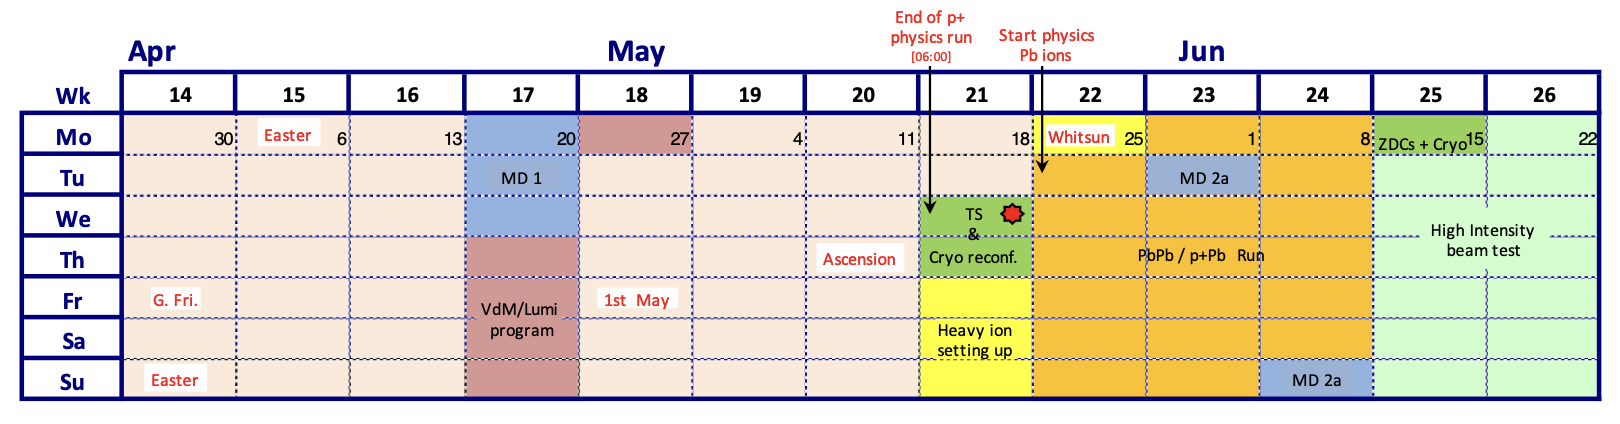 End of p+
physics run
[06:00]
Start physics
Pb ions
Apr May Jun
Wk 14 15 16 17 18 19 20 21 22 23 24 25 26
Mo 30 Easter 6 13 20 27 4 11 18 Whitsun 25 1 8 ZDCs + Cryo 15 22
Tu MD 1 MD 2a
We TS
&
High Intensity
beam test
Th Ascension Cryo reconf. PbPb / p+Pb Run
Fr G. Fri. 1st May
VdM/Lumi
program
Sa Heavy ion
setting up
Su Easter MD 2a